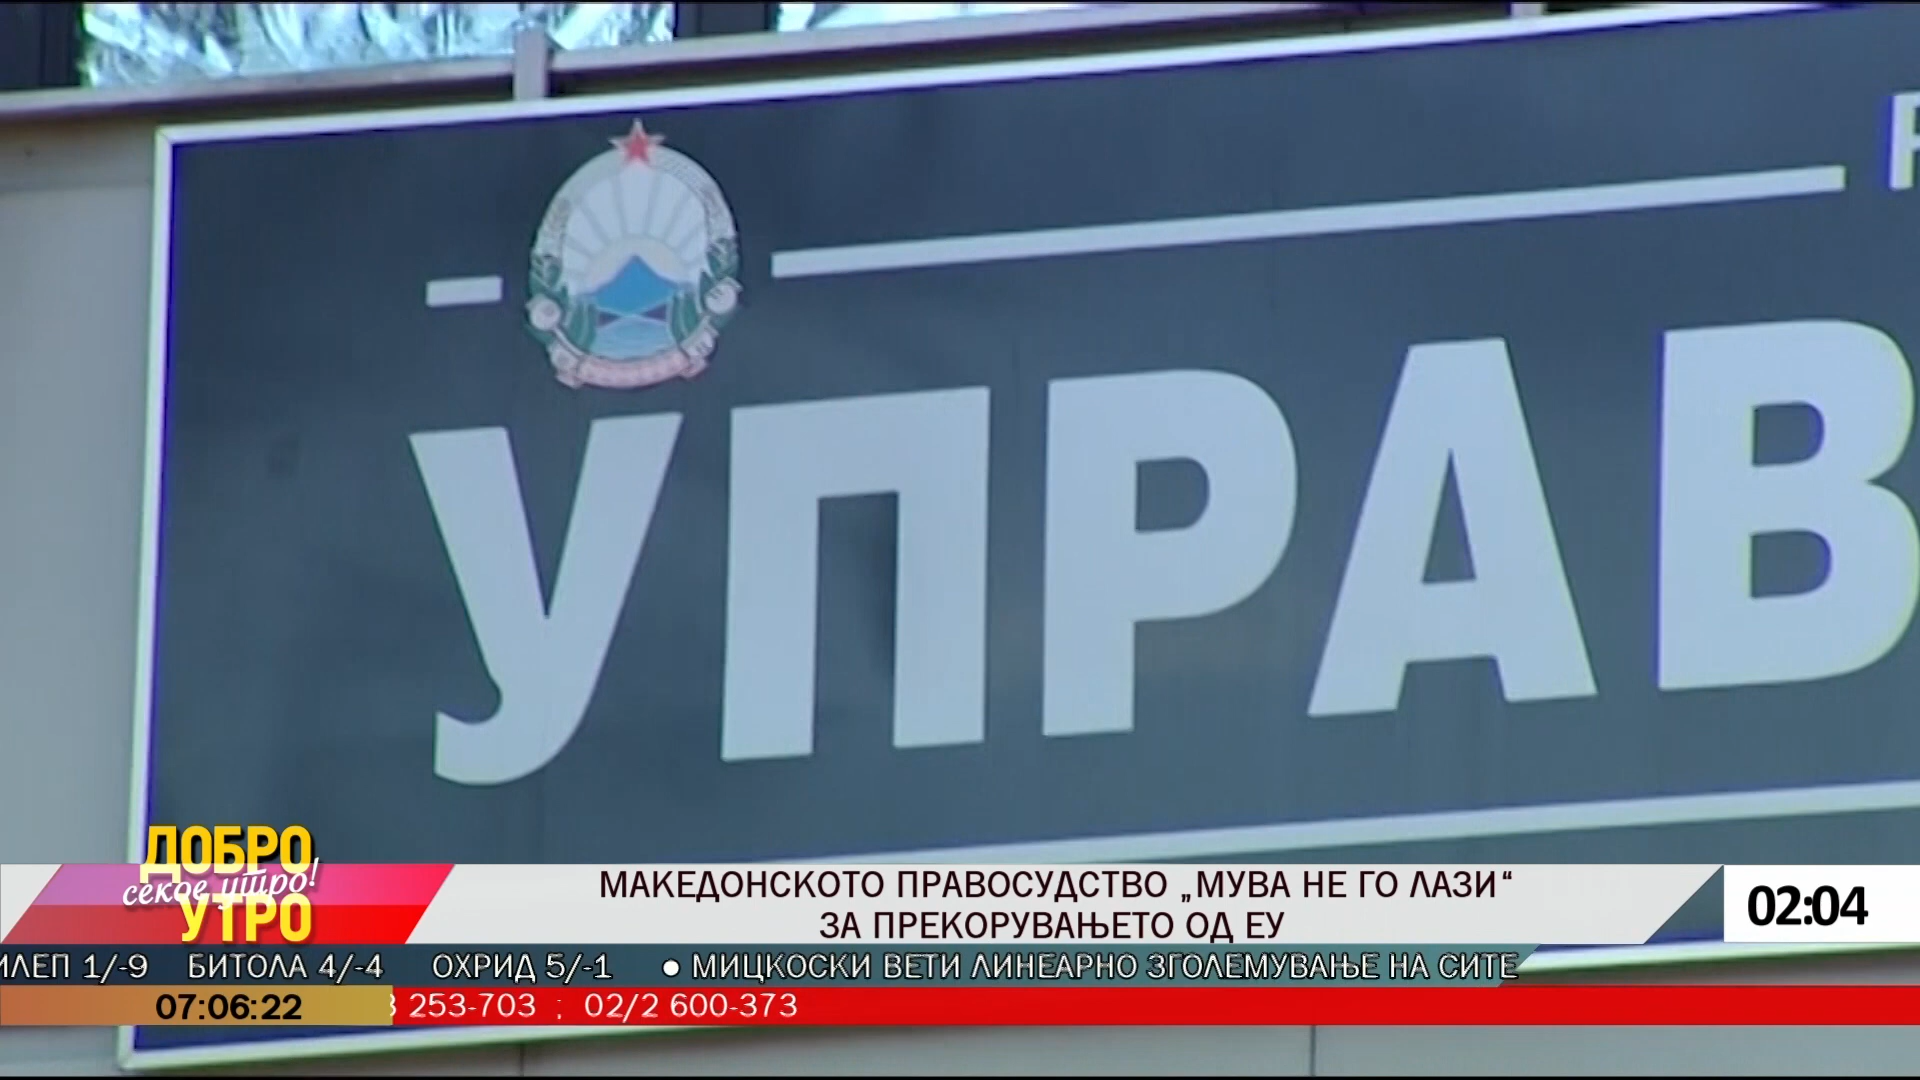 УПРАВ
ДОБРО
секое утро!
УТРО
МАКЕДОНСКОТО ПРАВОСУДСТВО „МУВА НЕ ГО ЛАЗИ“
ЗА ПРЕКОРУВАЊЕТО ОД ЕУ
02:04
ИЛЕП 1/-9 БИТОЛА 4/-4 ОХРИД 5/-1 ● МИЦКОСКИ ВЕТИ ЛИНЕАРНО ЗГОЛЕМУВАЊЕ НА СИТЕ
07:06:22
253-703 ; 02/2 600-373